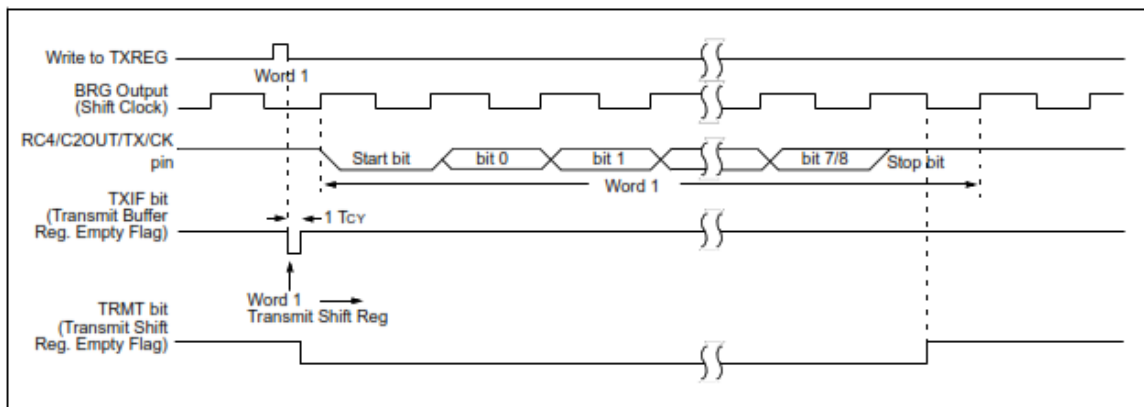 Write to TXREG
Word 1
BRG Output
(Shift Clock)
RC4/C2OUT/TX/CK
pin
Start bit
bit 0
bit 1
bit 7/8
Stop bit
Word 1
TXIF bit
(Transmit Buffer
Reg. Empty Flag)
1 TCY
Word 1
Transmit Shift Reg
TRMT bit
(Transmit Shift
Reg. Empty Flag)